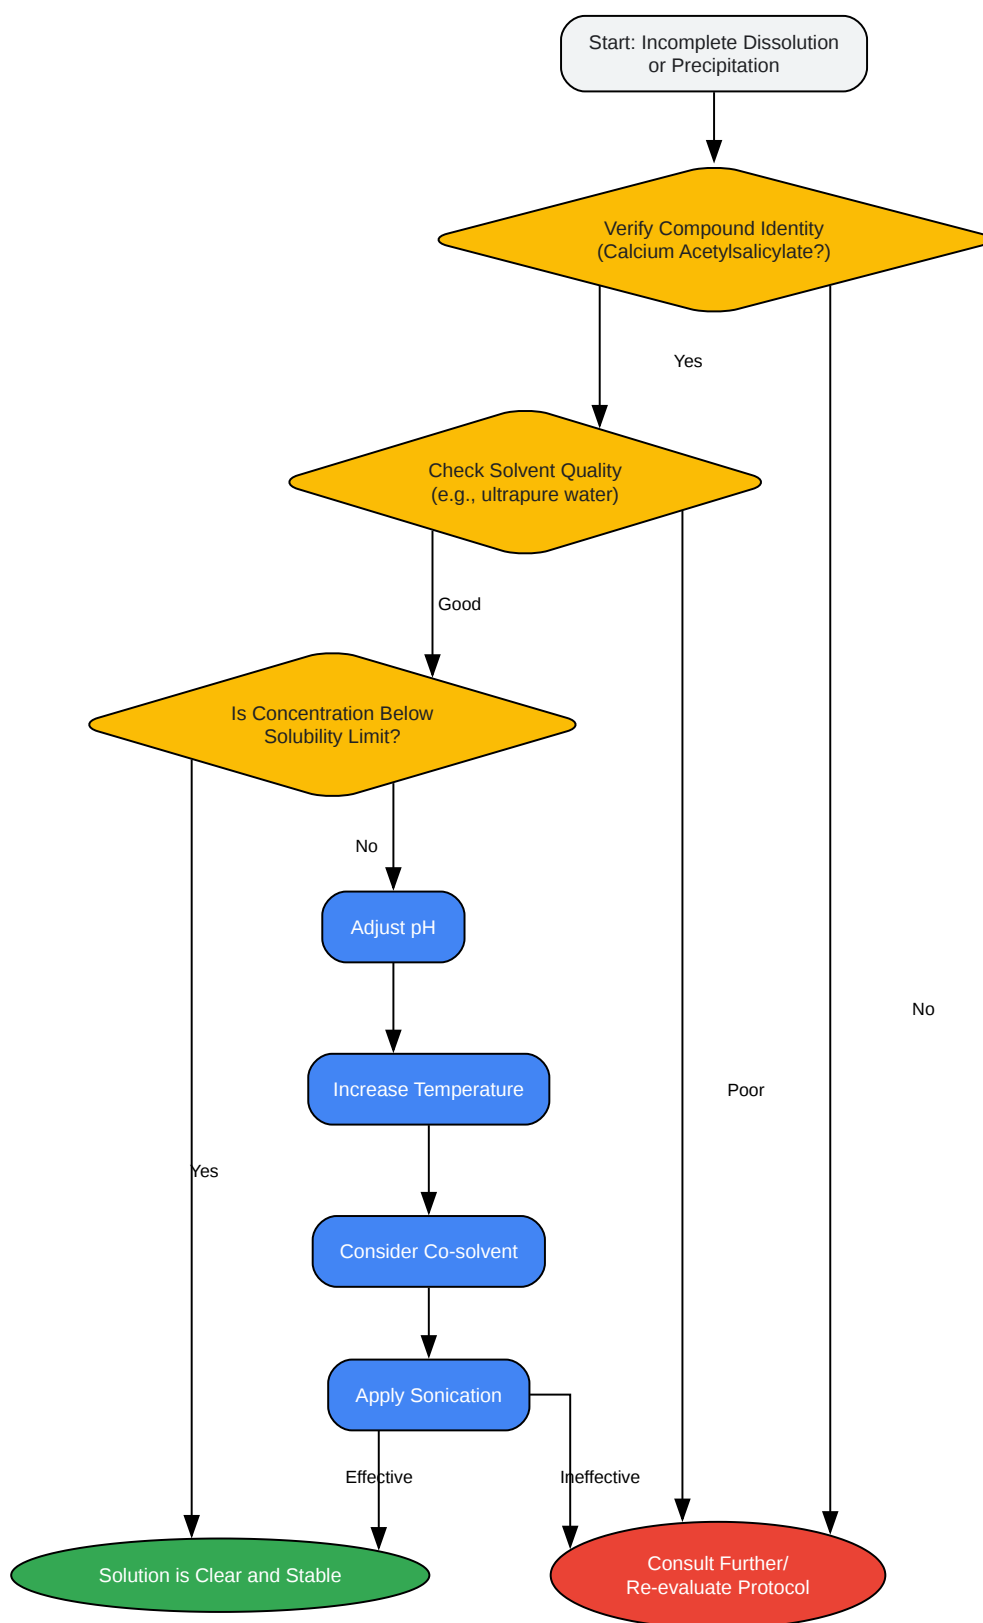 Start: Incomplete Dissolution
or Precipitation
Verify Compound Identity
(Calcium Acetylsalicylate?)
Yes
Check Solvent Quality
(e.g., ultrapure water)
Good
Is Concentration Below
Solubility Limit?
No
Adjust pH
No
Increase Temperature
Poor
Yes
Consider Co-solvent
Apply Sonication
Effective
Ineffective
Solution is Clear and Stable
Consult Further/
Re-evaluate Protocol